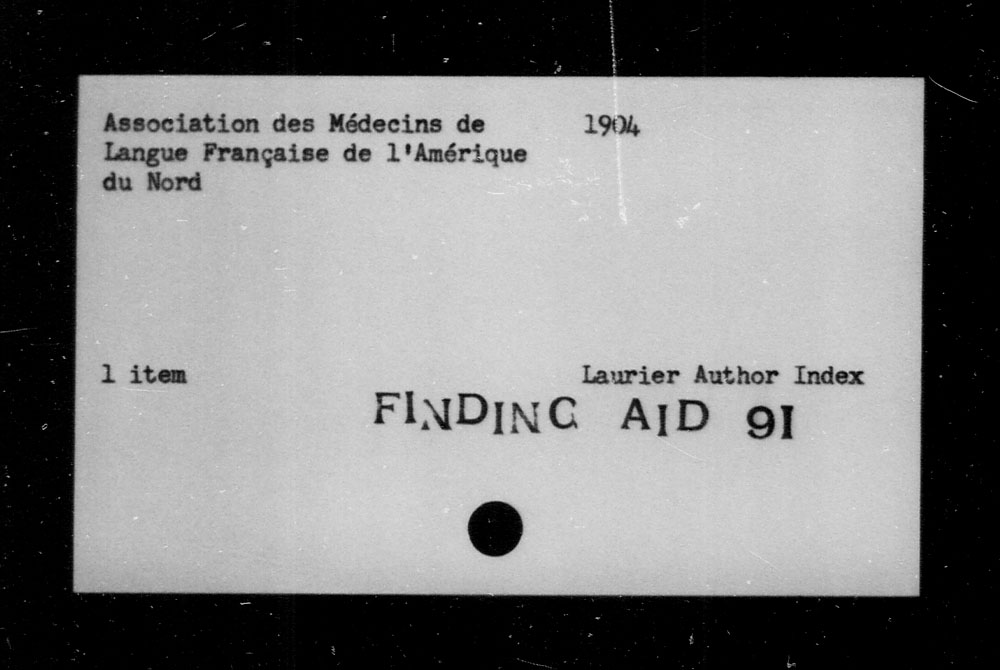 Association des Médecins de 1904
Langue Française de l'Amérique
du Nord
1 item Laurier Author Index
FINDING AID 91